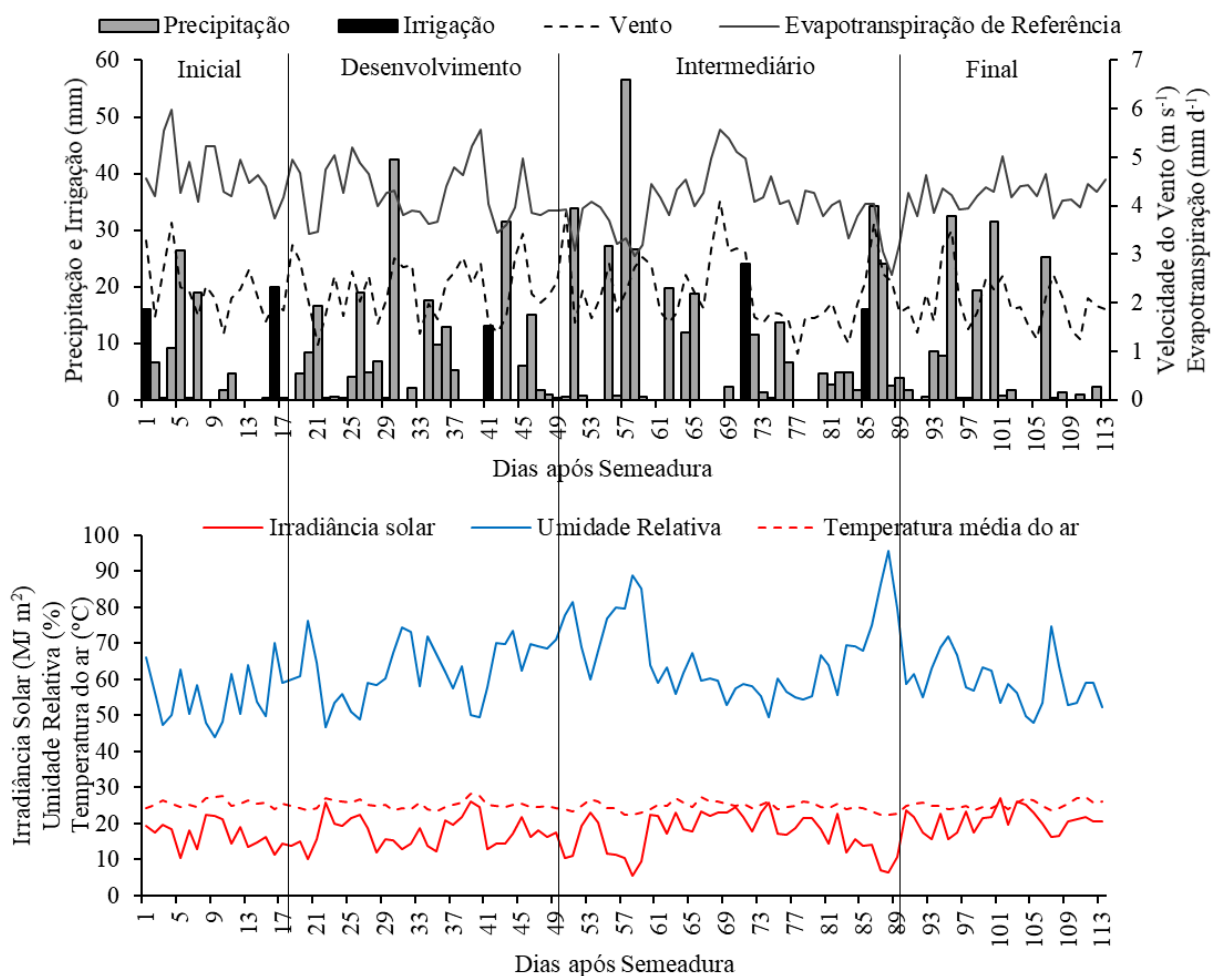 Precipitação Irrigação Vento Evapotranspiração de Referência
Inicial Desenvolvimento Intermediário Final
Precipitação e Irrigação (mm)
0 10 20 30 40 50 60
Velocidade do Vento (m s⁻¹)
Evapotranspiração (mm d⁻¹)
0 1 2 3 4 5 6 7
1 5 9 13 17 21 25 29 33 37 41 45 49 53 57 61 65 69 73 77 81 85 89 93 97 101 105 109 113
Dias após Semeadura
Irradiância solar Umidade Relativa Temperatura média do ar
Irradiância Solar (MJ m²)
Umidade Relativa (%)
Temperatura do ar (°C)
0 10 20 30 40 50 60 70 80 90 100
1 5 9 13 17 21 25 29 33 37 41 45 49 53 57 61 65 69 73 77 81 85 89 93 97 101 105 109 113
Dias após Semeadura